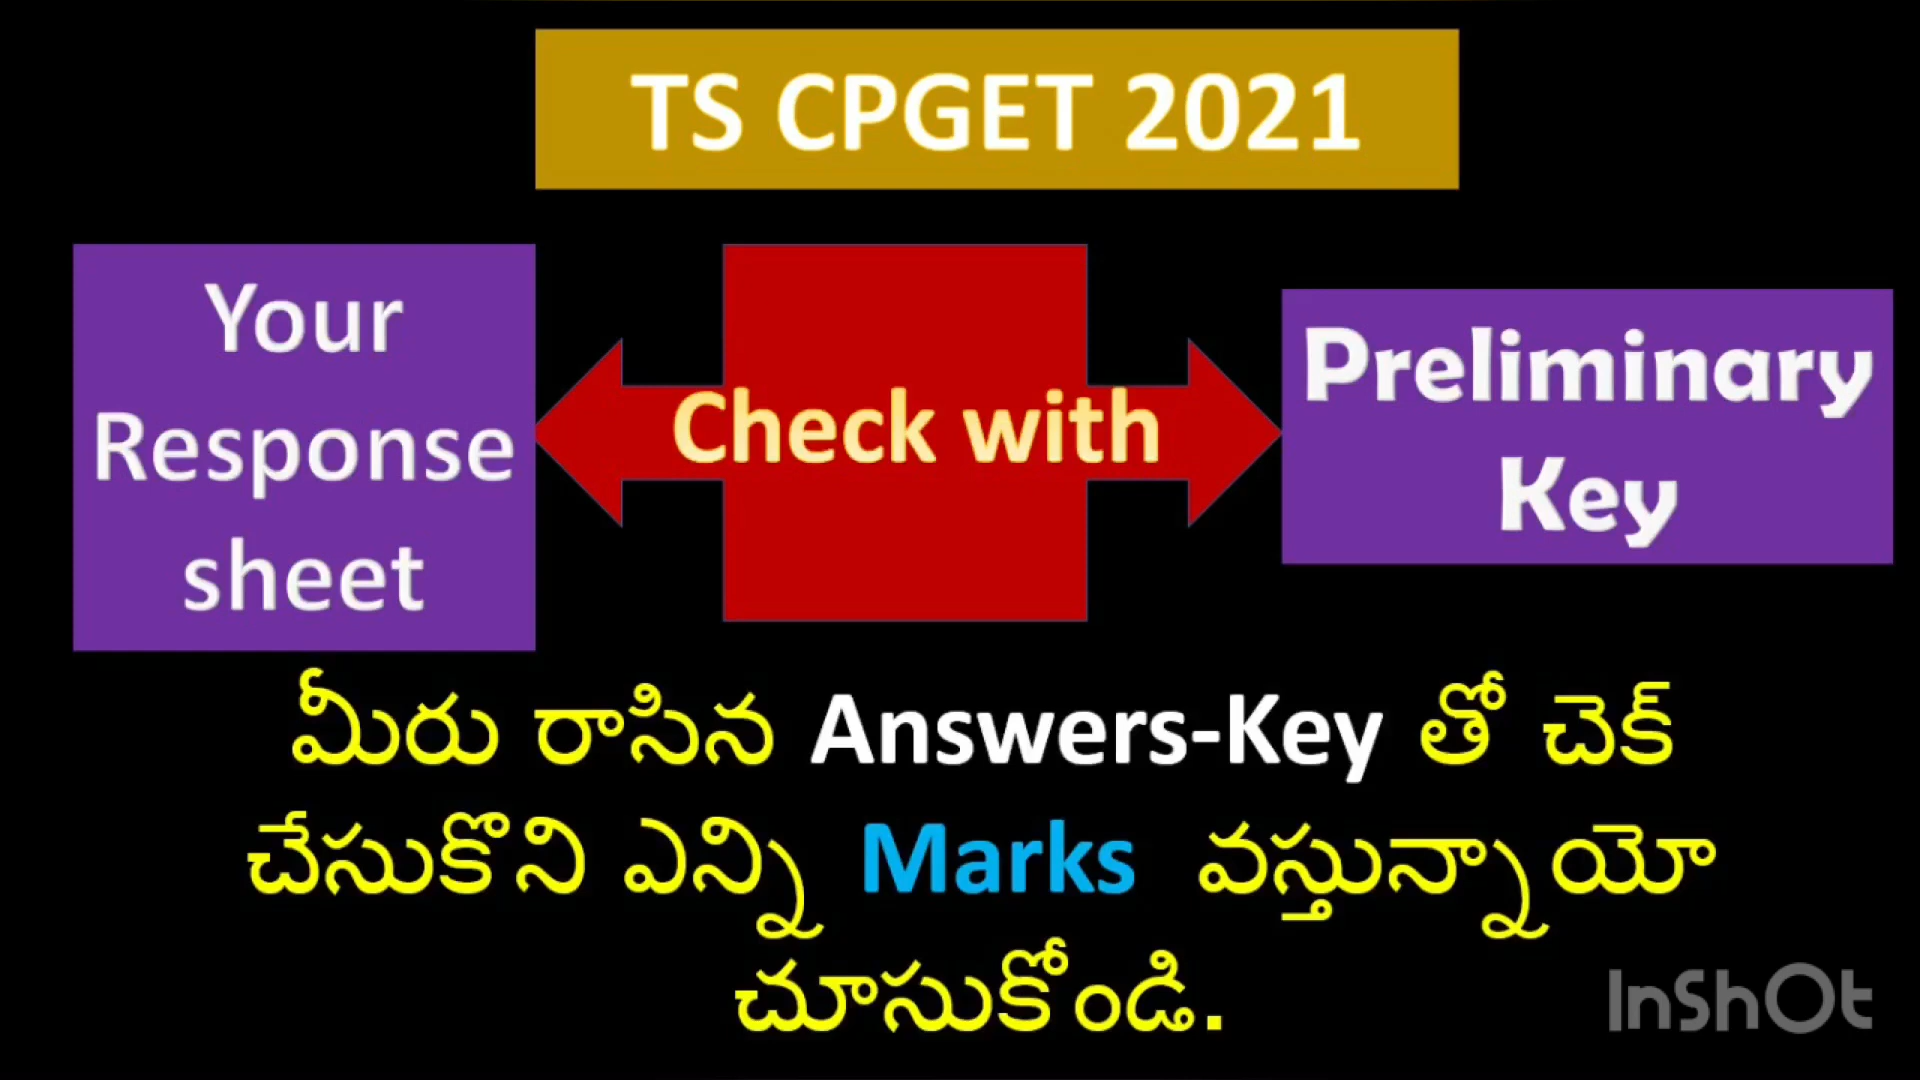 TS CPGET 2021
Your
Response
sheet
Check with
Preliminary
Key
మీరు రాసిన Answers-Key తో చెక్
చేసుకొని ఎన్ని Marks వస్తున్నాయో
చూసుకోండి.
InShOt